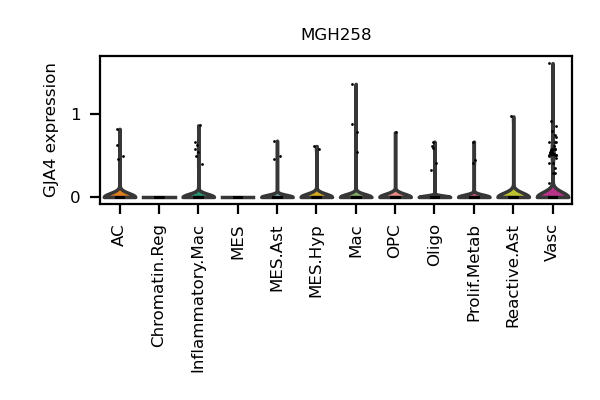 MGH258
GJA4 expression
1
0
AC
Chromatin.Reg
Inflammatory.Mac
MES
MES.Ast
MES.Hyp
Mac
OPC
Oligo
Prolif.Metab
Reactive.Ast
Vasc